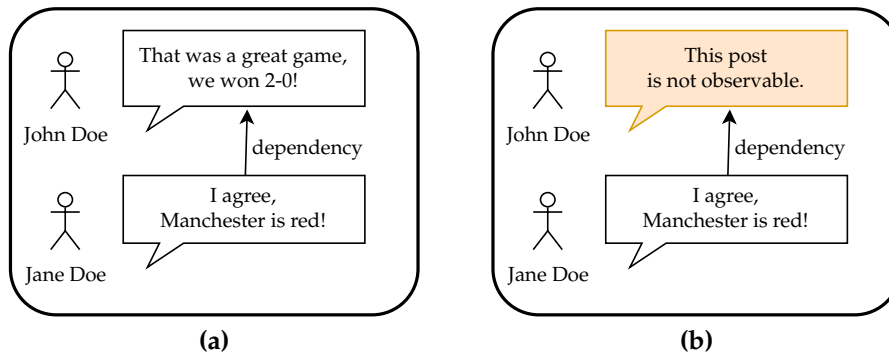 That was a great game,
we won 2-0!
John Doe
dependency
I agree,
Manchester is red!
Jane Doe
(a)
This post
is not observable.
John Doe
dependency
I agree,
Manchester is red!
Jane Doe
(b)